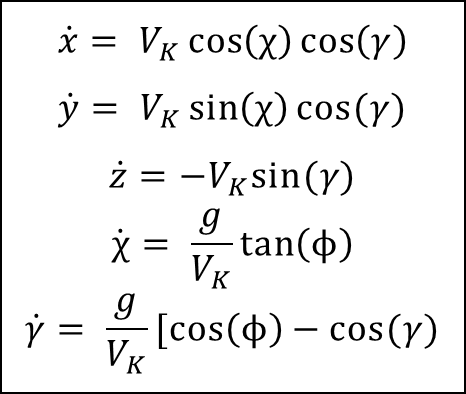 ẋ = V_K cos(χ) cos(γ)
ẏ = V_K sin(χ) cos(γ)
ż = −V_K sin(γ)
χ̇ = g/V_K tan(ϕ)
γ̇ = g/V_K [cos(ϕ) − cos(γ)